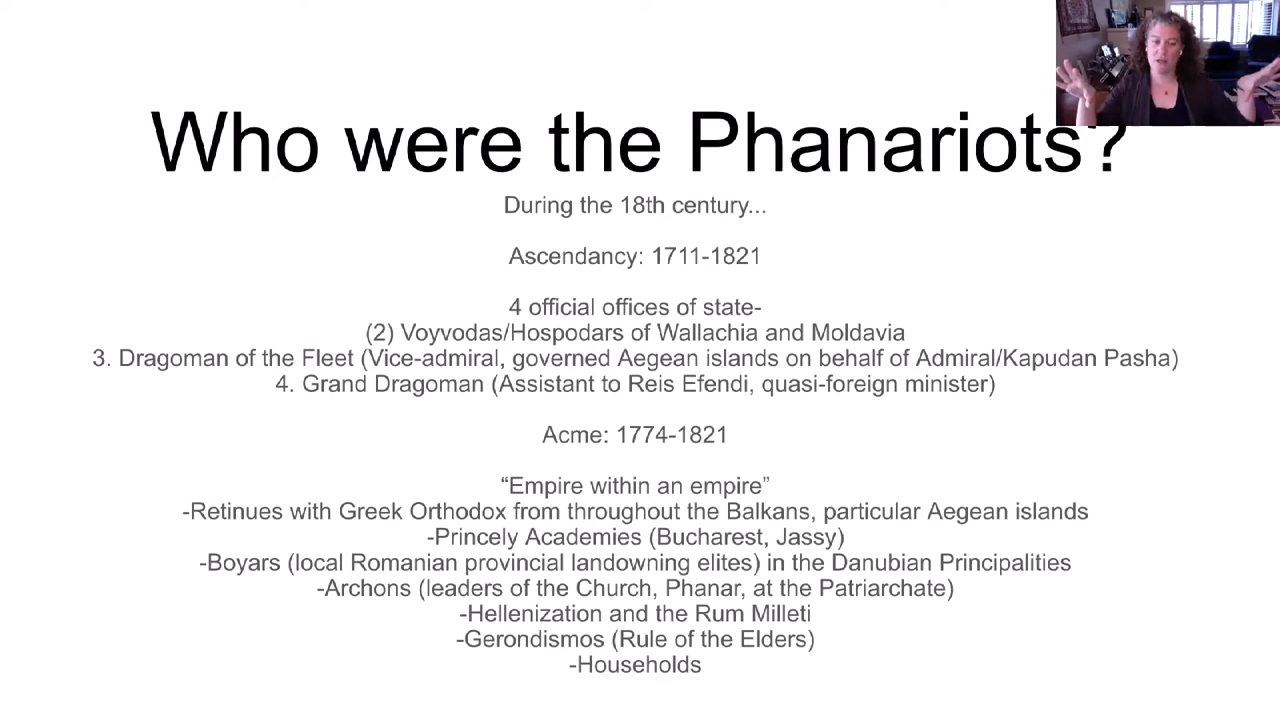 Who were the Phanariots?
During the 18th century...
Ascendancy: 1711-1821
4 official offices of state-
(2) Voyvodas/Hospodars of Wallachia and Moldavia
3. Dragoman of the Fleet (Vice-admiral, governed Aegean islands on behalf of Admiral/Kapudan Pasha)
4. Grand Dragoman (Assistant to Reis Efendi, quasi-foreign minister)
Acme: 1774-1821
“Empire within an empire”
-Retinues with Greek Orthodox from throughout the Balkans, particular Aegean islands
-Princely Academies (Bucharest, Jassy)
-Boyars (local Romanian provincial landowning elites) in the Danubian Principalities
-Archons (leaders of the Church, Phanar, at the Patriarchate)
-Hellenization and the Rum Milleti
-Gerondismos (Rule of the Elders)
-Households